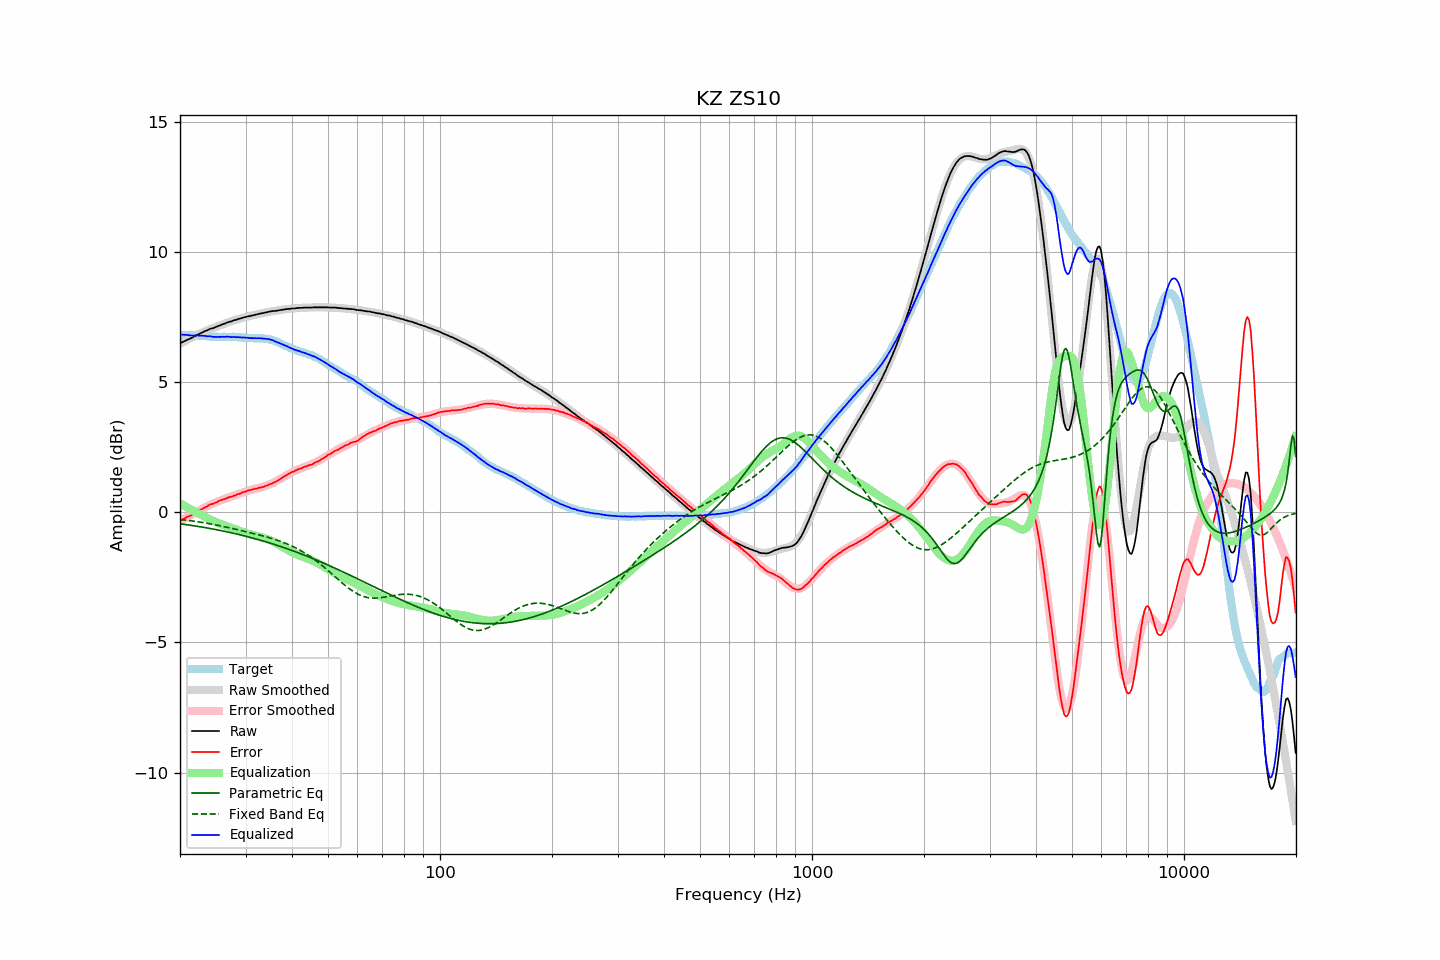 KZ ZS10
15
10
5
0
−5
−10
Amplitude (dBr)
100
1000
10000
Frequency (Hz)
Target
Raw Smoothed
Error Smoothed
Raw
Error
Equalization
Parametric Eq
Fixed Band Eq
Equalized